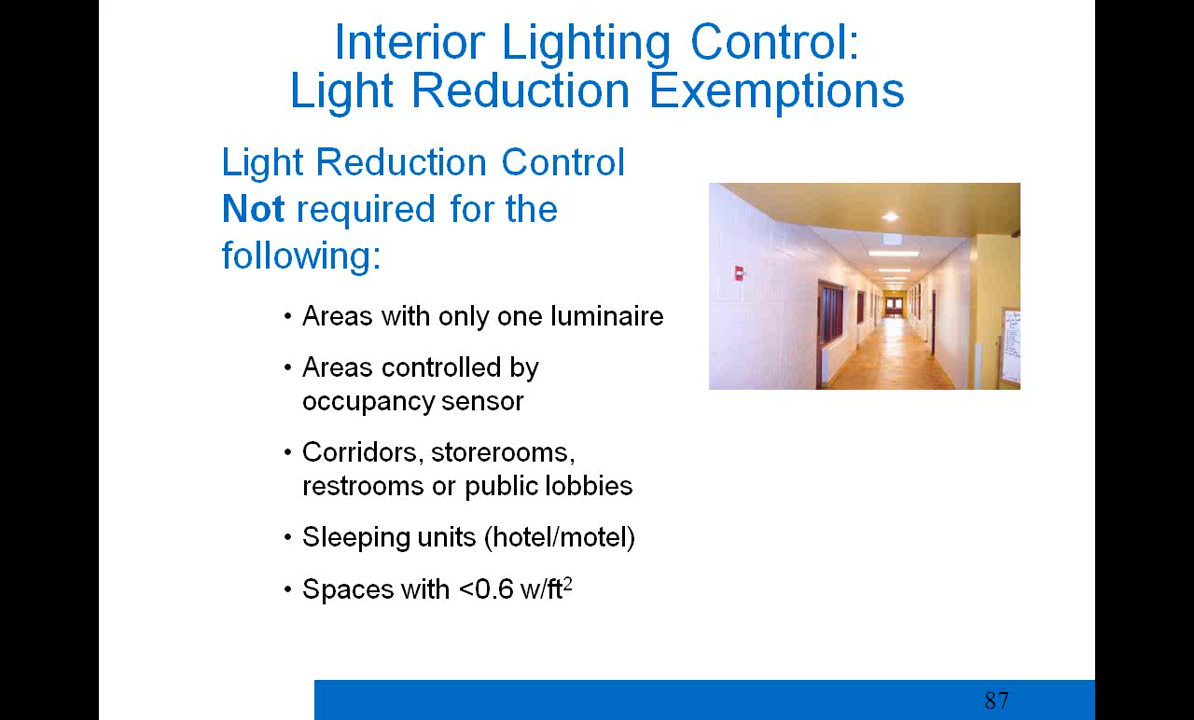 Interior Lighting Control:
Light Reduction Exemptions
Light Reduction Control
Not required for the
following:
• Areas with only one luminaire
• Areas controlled by
occupancy sensor
• Corridors, storerooms,
restrooms or public lobbies
• Sleeping units (hotel/motel)
• Spaces with <0.6 w/ft²
87